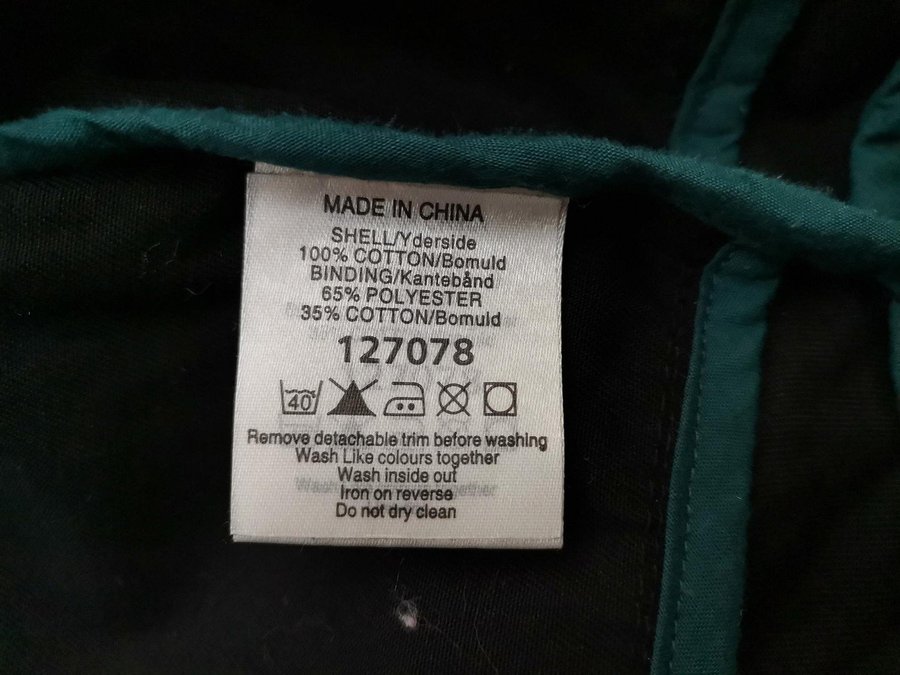 MADE IN CHINA
SHELL/Yderside
100% COTTON/Bomuld
BINDING/Kantebånd
65% POLYESTER
35% COTTON/Bomuld
127078
40
Remove detachable trim before washing
Wash Like colours together
Wash inside out
Iron on reverse
Do not dry clean